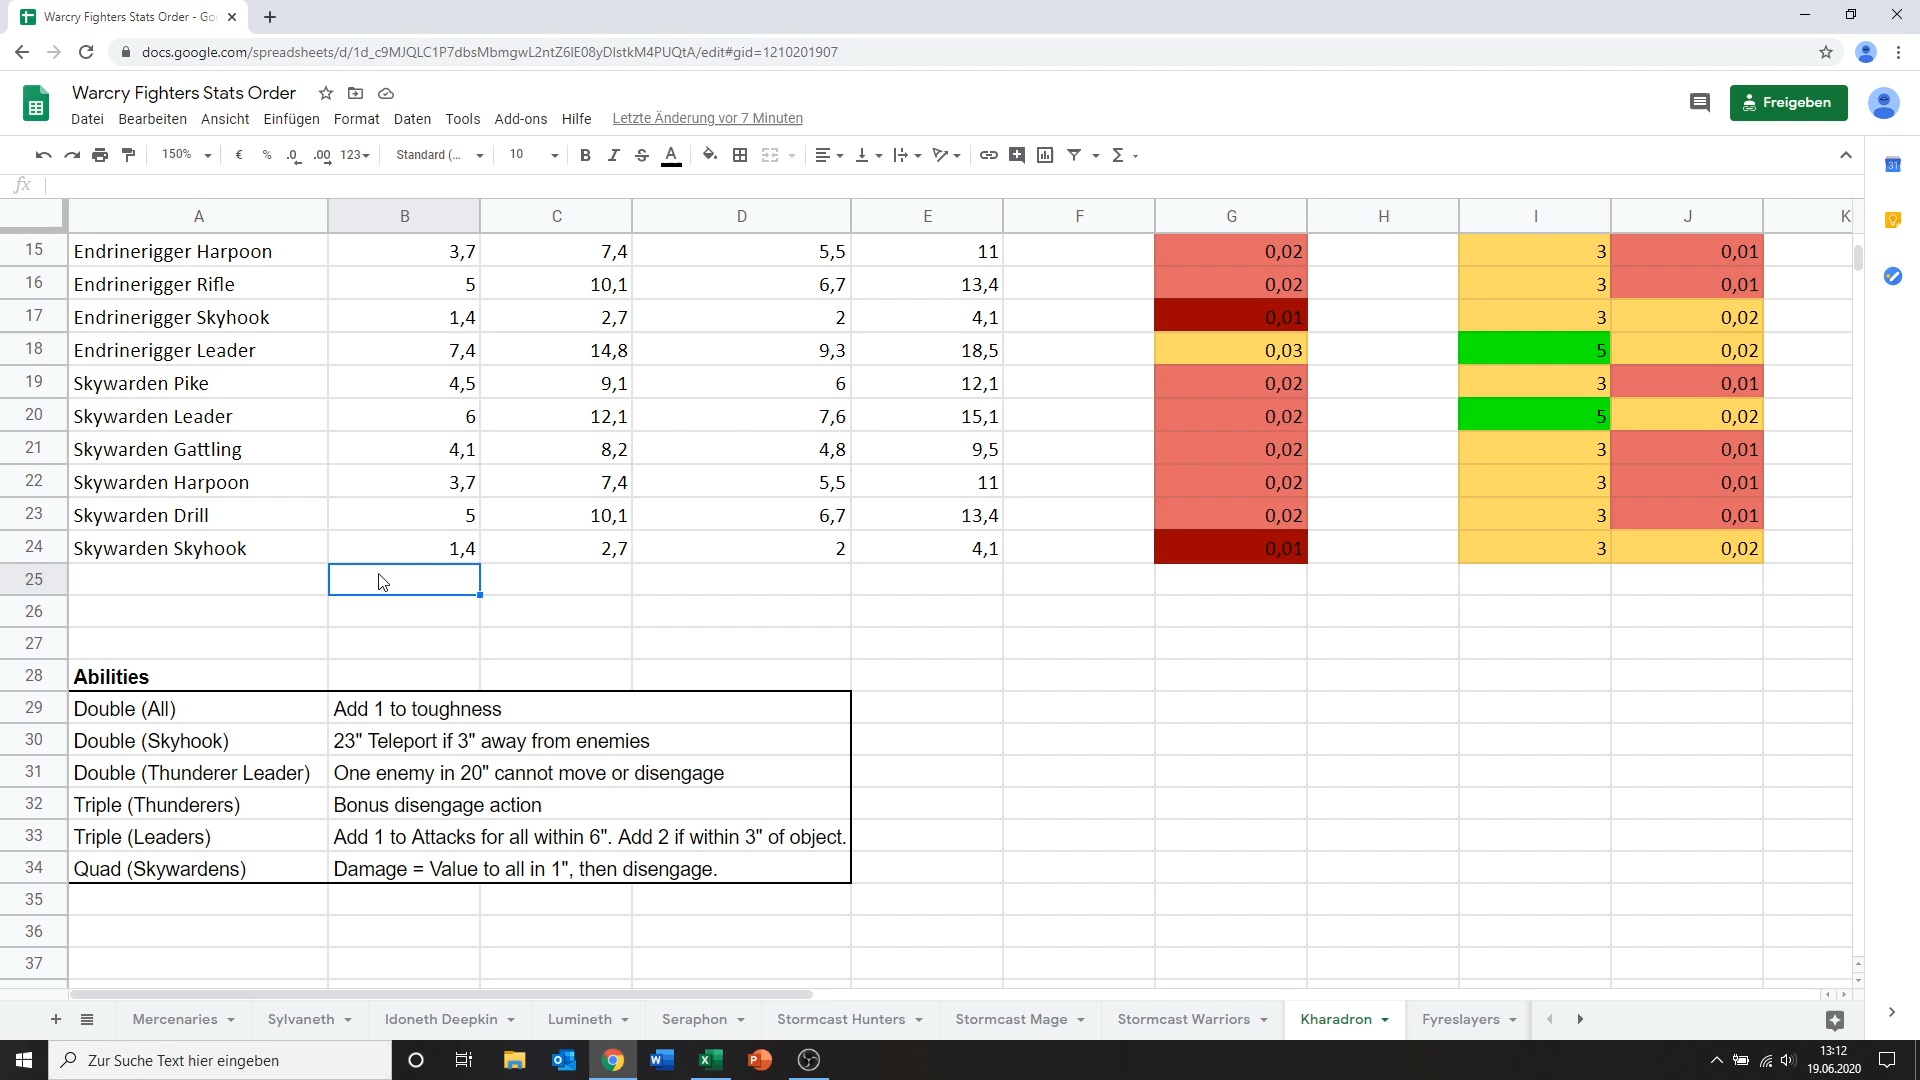 Warcry Fighters Stats Order - Goo
docs.google.com/spreadsheets/d/1d_c9MJQLC1P7dbsMbmgwL2ntZ6IE08yDIstkM4PUQtA/edit#gid=1210201907
Warcry Fighters Stats Order
Freigeben
Datei Bearbeiten Ansicht Einfügen Format Daten Tools Add-ons Hilfe Letzte Änderung vor 7 Minuten
150% € % .0 .00 123 Standard (... 10 B I S A Σ
31
fx
A B C D E F G H I J K
15 Endrinerigger Harpoon 3,7 7,4 5,5 11 0,02 3 0,01
16 Endrinerigger Rifle 5 10,1 6,7 13,4 0,02 3 0,01
17 Endrinerigger Skyhook 1,4 2,7 2 4,1 0,01 3 0,02
18 Endrinerigger Leader 7,4 14,8 9,3 18,5 0,03 5 0,02
19 Skywarden Pike 4,5 9,1 6 12,1 0,02 3 0,01
20 Skywarden Leader 6 12,1 7,6 15,1 0,02 5 0,02
21 Skywarden Gattling 4,1 8,2 4,8 9,5 0,02 3 0,01
22 Skywarden Harpoon 3,7 7,4 5,5 11 0,02 3 0,01
23 Skywarden Drill 5 10,1 6,7 13,4 0,02 3 0,01
24 Skywarden Skyhook 1,4 2,7 2 4,1 0,01 3 0,02
25
26
27
28 Abilities
29 Double (All) Add 1 to toughness
30 Double (Skyhook) 23" Teleport if 3" away from enemies
31 Double (Thunderer Leader) One enemy in 20" cannot move or disengage
32 Triple (Thunderers) Bonus disengage action
33 Triple (Leaders) Add 1 to Attacks for all within 6". Add 2 if within 3" of object.
34 Quad (Skywardens) Damage = Value to all in 1", then disengage.
35
36
37
Mercenaries Sylvaneth Idoneth Deepkin Lumineth Seraphon Stormcast Hunters Stormcast Mage Stormcast Warriors Kharadron Fyreslayers
Zur Suche Text hier eingeben
13:12
19.06.2020